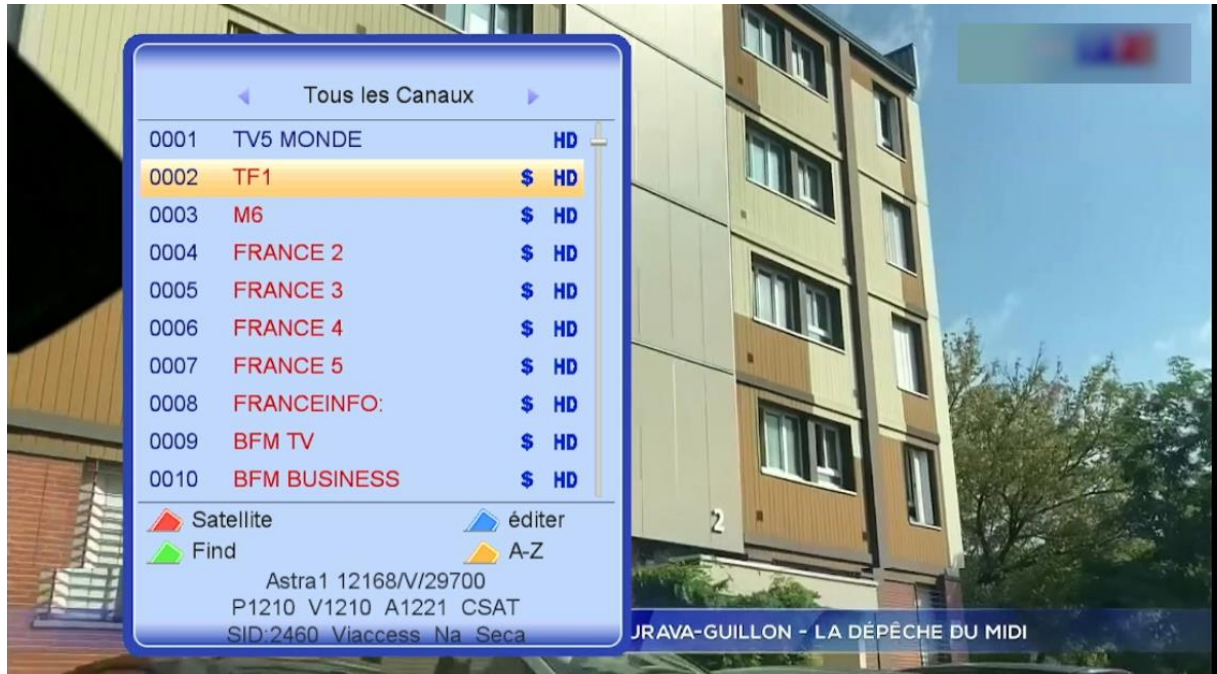 Tous les Canaux
0001 TV5 MONDE HD
0002 TF1 $ HD
0003 M6 $ HD
0004 FRANCE 2 $ HD
0005 FRANCE 3 $ HD
0006 FRANCE 4 $ HD
0007 FRANCE 5 $ HD
0008 FRANCEINFO: $ HD
0009 BFM TV $ HD
0010 BFM BUSINESS $ HD
Satellite éditer
Find A-Z
Astra1 12168/V/29700
P1210 V1210 A1221 CSAT
SID:2460 Viaccess Na Seca
2
URAVA-GUILLON - LA DÉPÊCHE DU MIDI